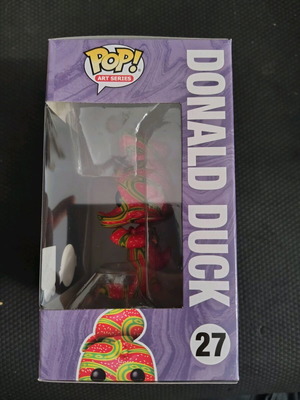 POP!
ART SERIES
DONALD DUCK
27